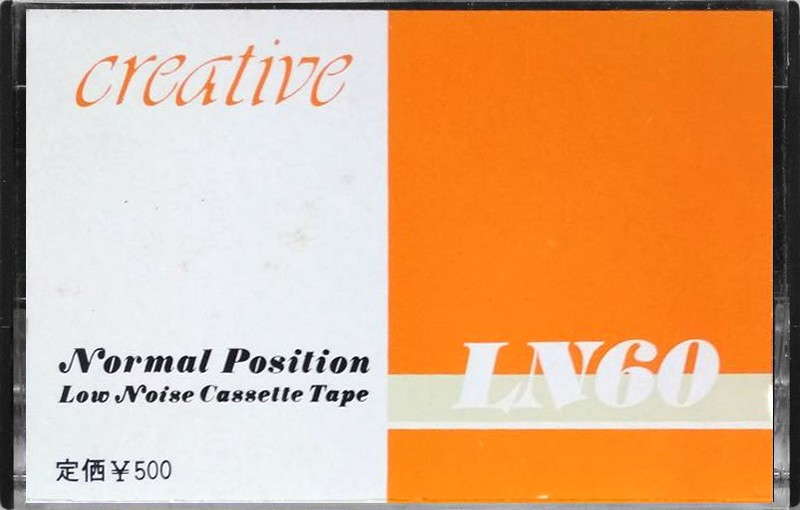 creative
Normal Position
Low Noise Cassette Tape
定価¥500
LN60